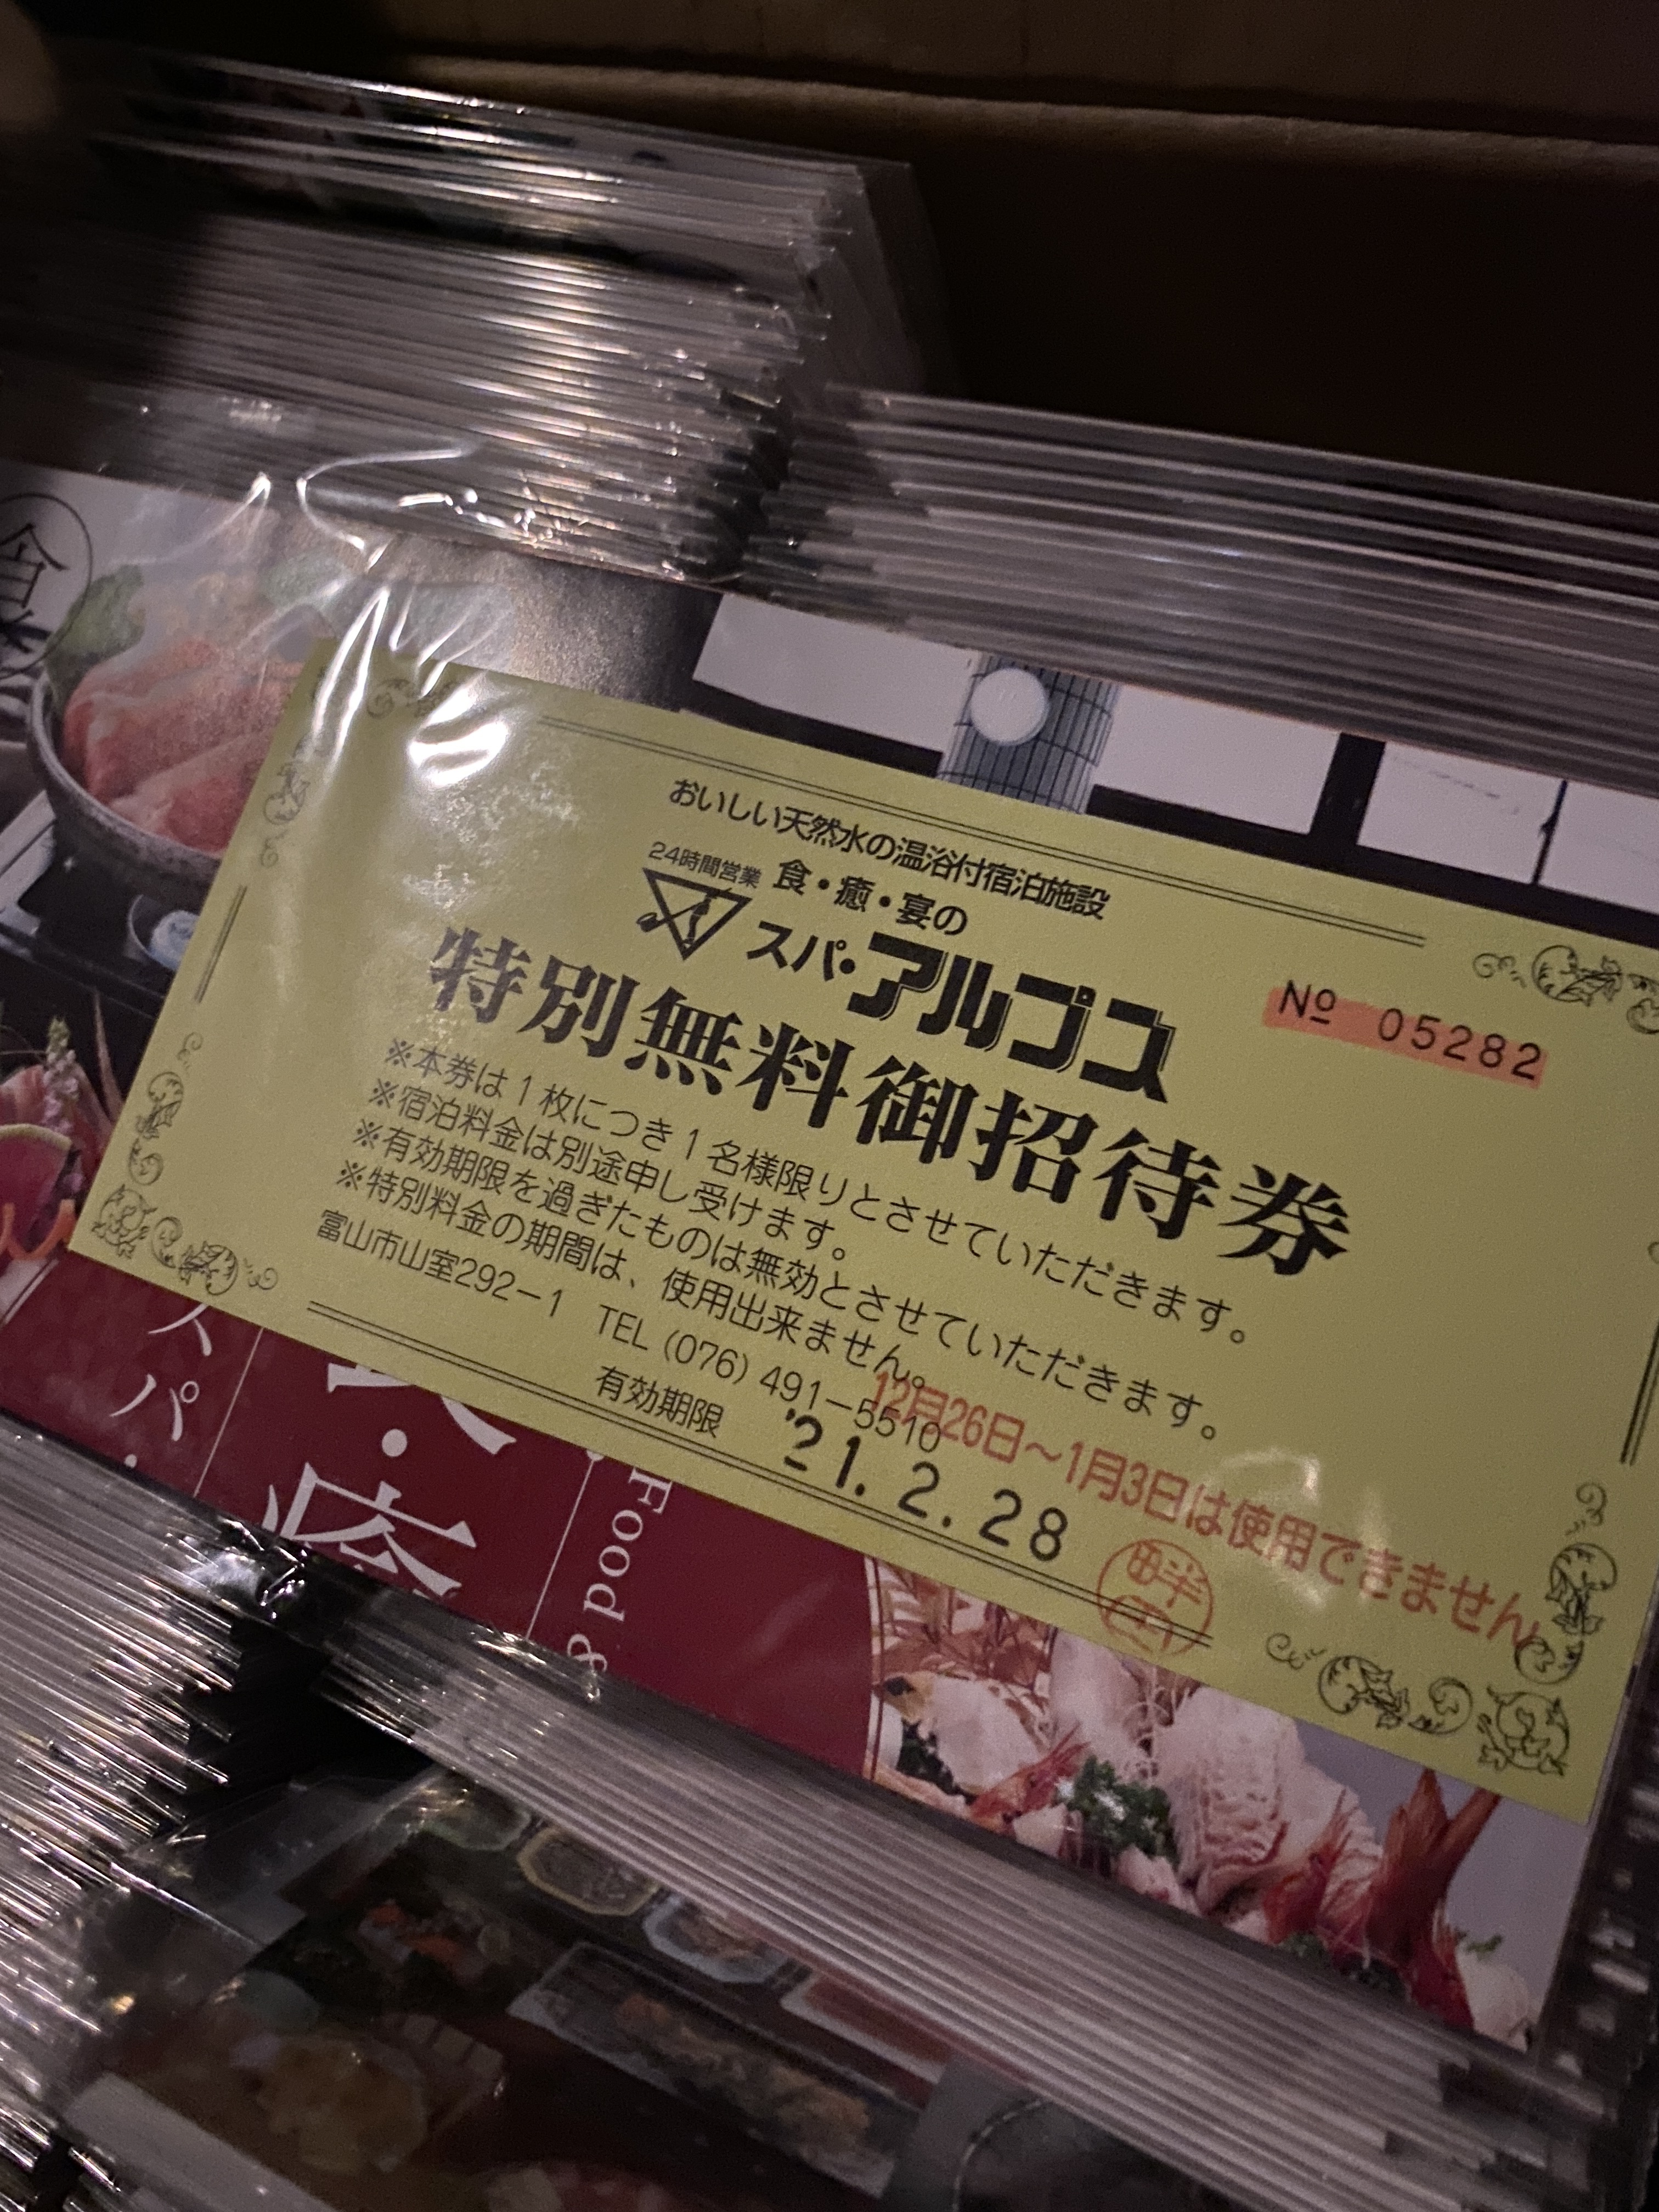 おいしい天然水の温浴付宿泊施設
24時間営業
食・癒・宴の
スパ・アルプス
№ 05282
特別無料御招待券
※本券は1枚につき1名様限りとさせていただきます。
※宿泊料金は別途申し受けます。
※有効期限を過ぎたものは無効とさせていただきます。
※特別料金の期間は、使用出来ません。
富山市山室292−1 TEL (076) 491−5510
12月26日〜1月3日は使用できません
有効期限 '21.2.28
スパ・
Food &